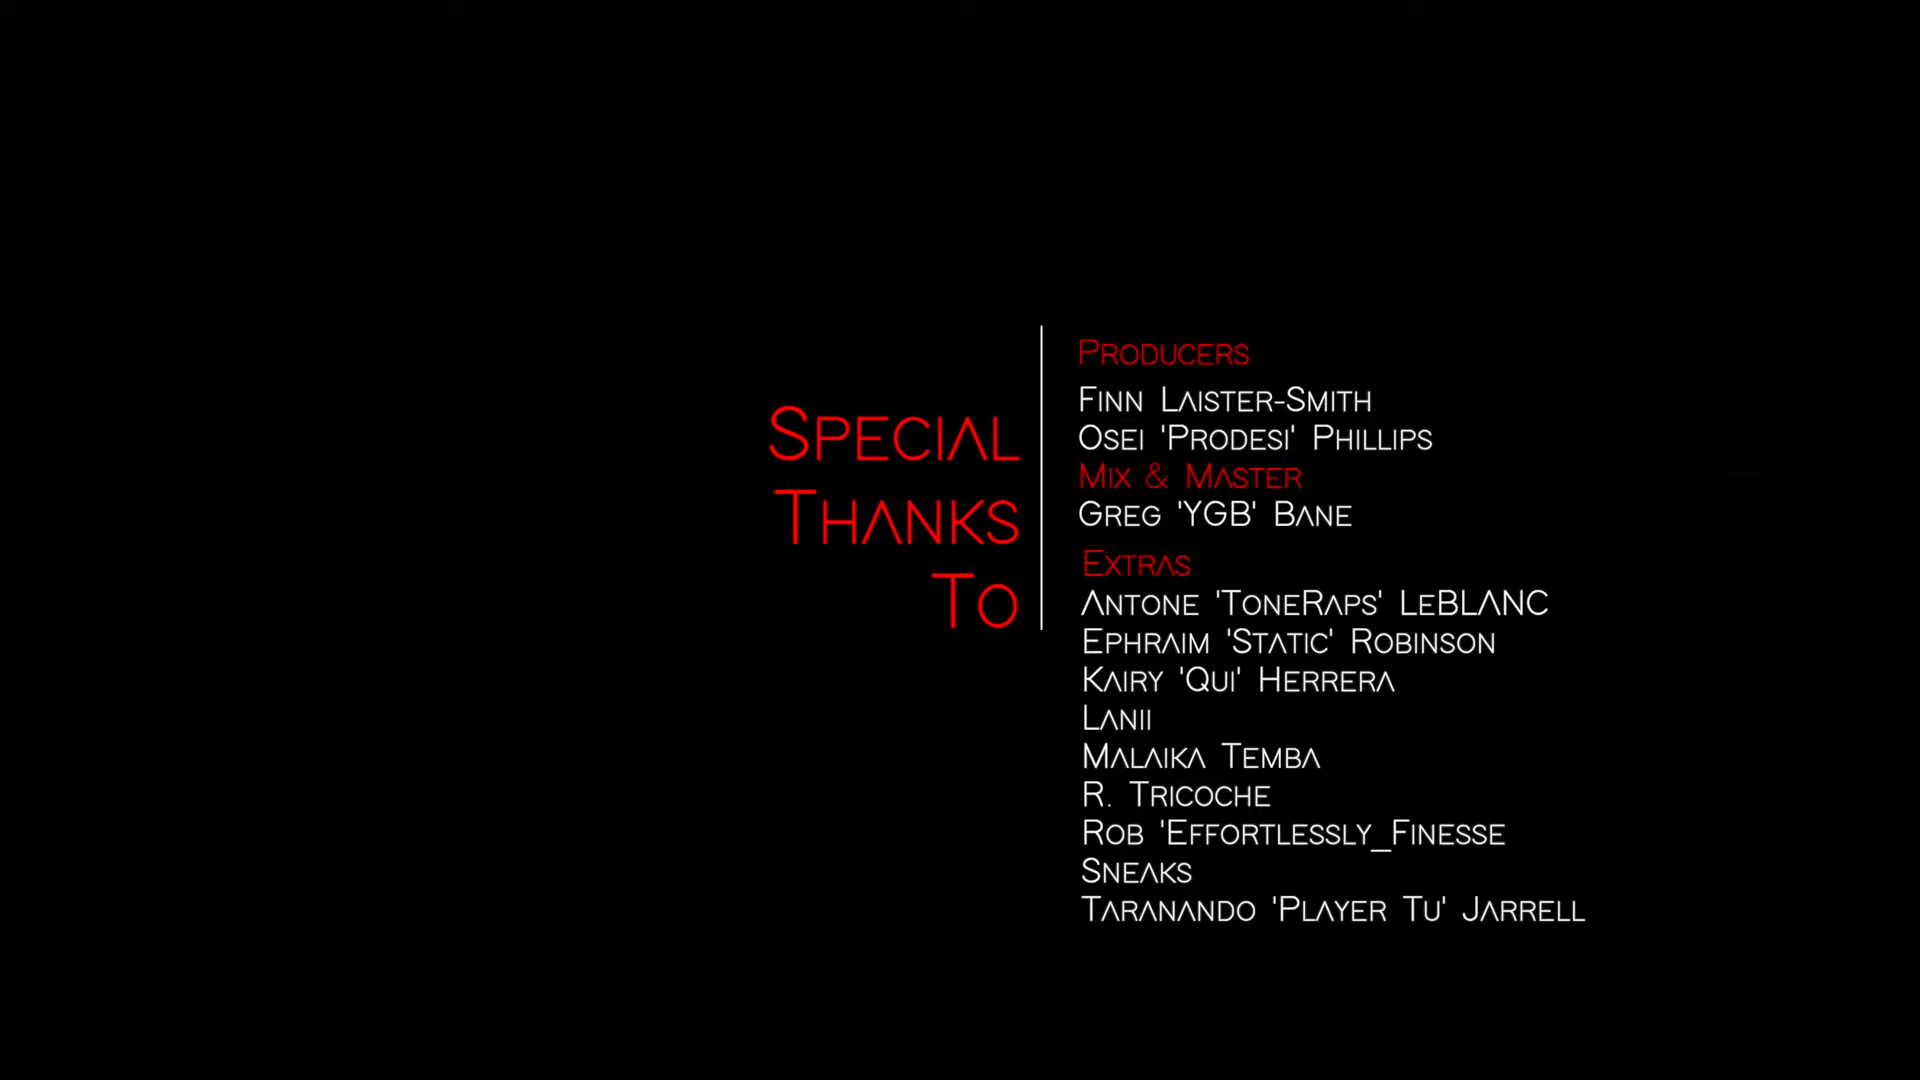 Special
Thanks
To
Producers
Finn Laister-Smith
Osei 'Prodesi' Phillips
Mix & Master
Greg 'YGB' Bane
Extras
Antone 'ToneRaps' LeBLANC
Ephraim 'Static' Robinson
Kairy 'Qui' Herrera
Lanii
Malaika Temba
R. Tricoche
Rob 'Effortlessly_Finesse
Sneaks
Taranando 'Player Tu' Jarrell